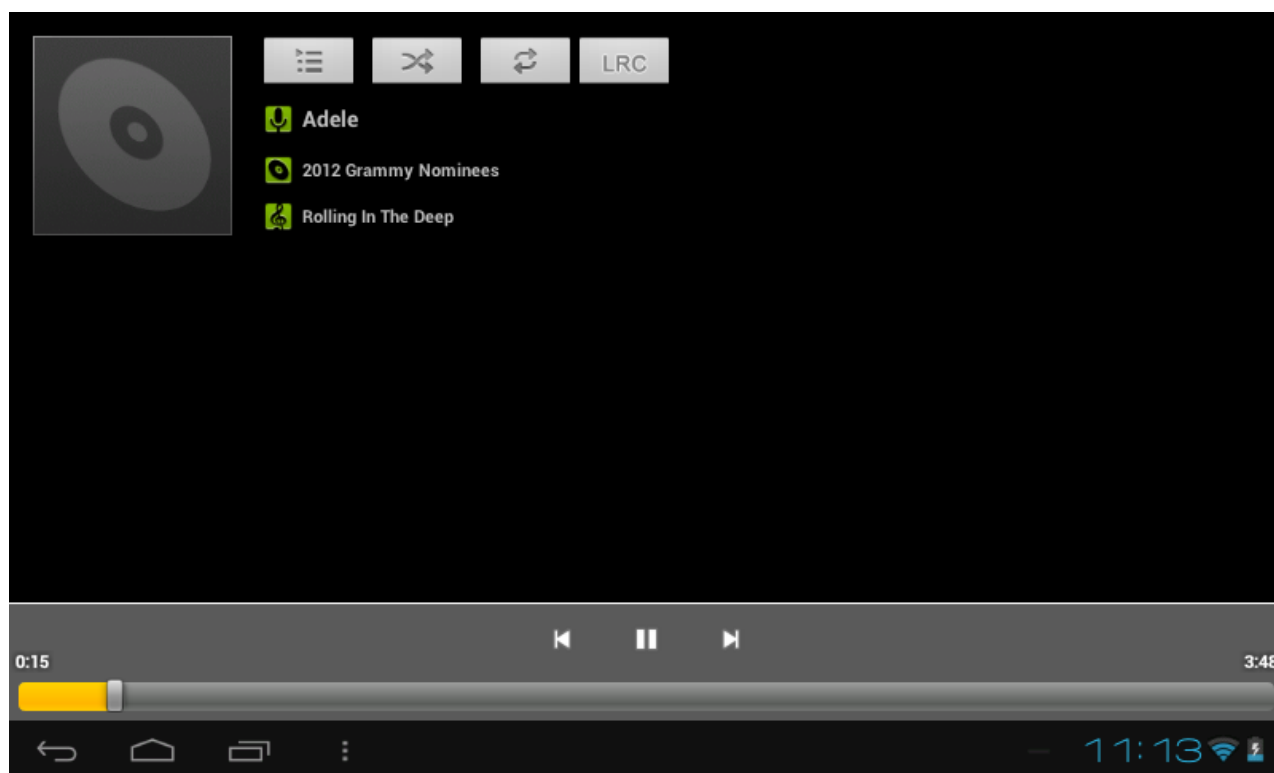 LRC
Adele
2012 Grammy Nominees
Rolling In The Deep
0:15
3:48
11:13